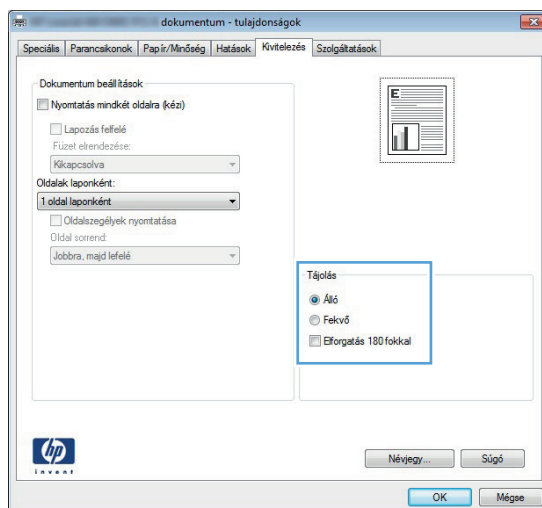 dokumentum - tulajdonságok
Speciális Parancsikonok Papír/Minőség Hatások Kivitelezés Szolgáltatások
Dokumentum beállítások
Nyomtatás mindkét oldalra (kézi)
Lapozás felfelé
Füzet elrendezése:
Kikapcsolva
Oldalak laponként:
1 oldal laponként
Oldalszegélyek nyomtatása
Oldal sorrend:
Jobbra, majd lefelé
E
Tájolás
Álló
Fekvő
Elforgatás 180 fokkal
hp
invent
Névjegy... Súgó
OK Mégse